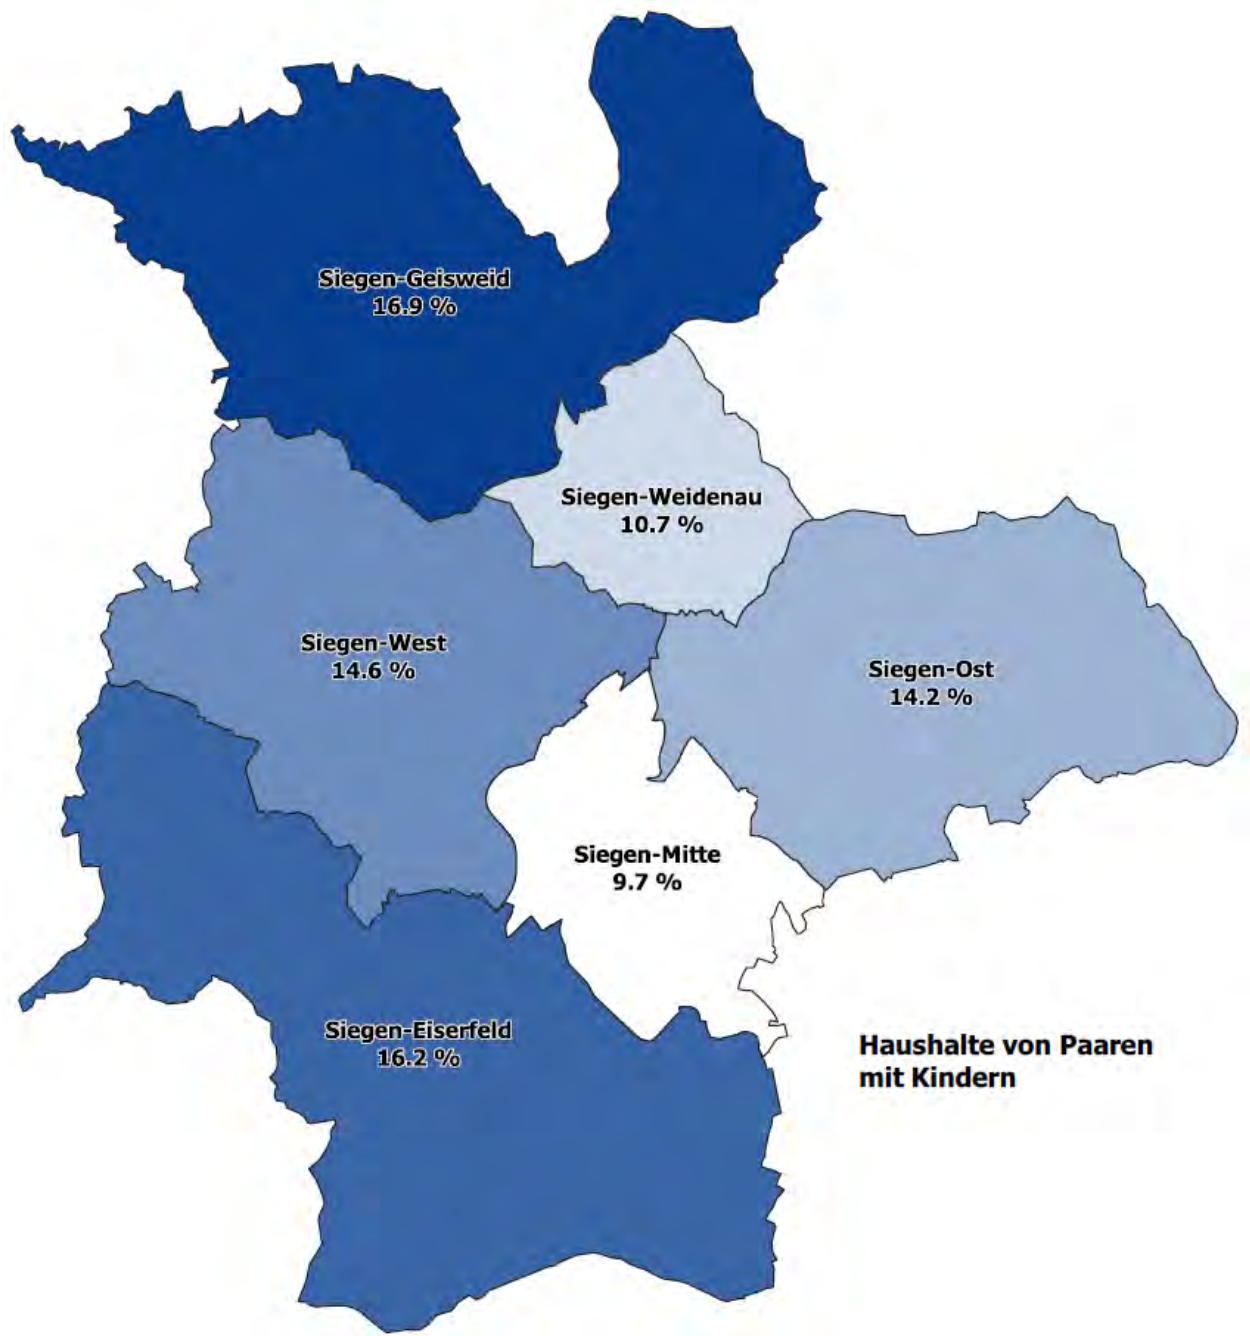 Siegen-Geisweid
16.9 %
Siegen-Weidenau
10.7 %
Siegen-West
14.6 %
Siegen-Ost
14.2 %
Siegen-Mitte
9.7 %
Siegen-Eiserfeld
16.2 %
Haushalte von Paaren
mit Kindern